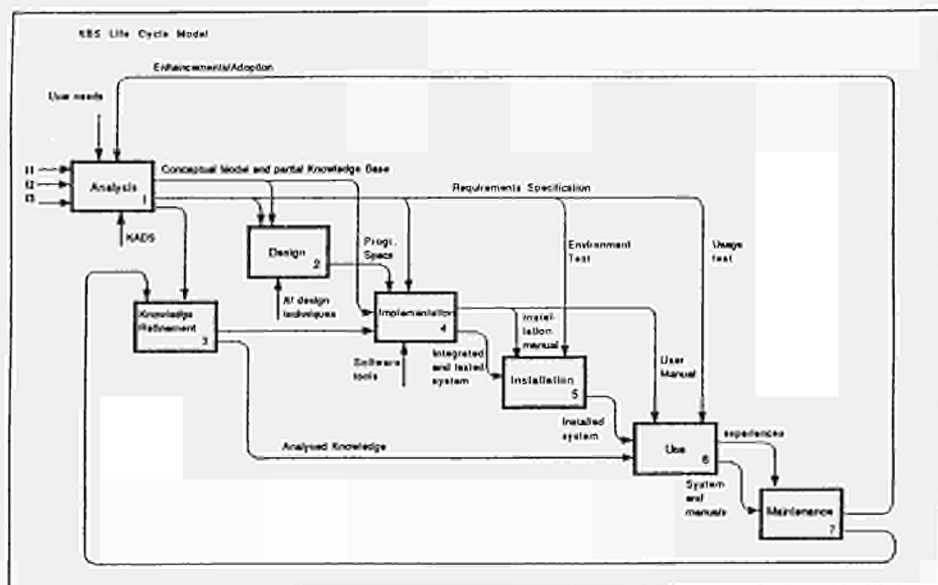 KBS Life Cycle Model
Enhancements/Adoption
User needs
I1
I2
I3
Analysis
1
Conceptual Model and partial Knowledge Base
Requirements Specification
KADS
Design
2
Progr.
Specs
Environment
Test
Usage
test
AI design
techniques
Knowledge
Refinement
3
Implementation
4
Instal-
lation
manual
Software
tools
Integrated
and tested
system
Installation
5
User
Manual
Installed
system
Analysed Knowledge
Use
6
experiences
System
and
manuals
Maintenance
7